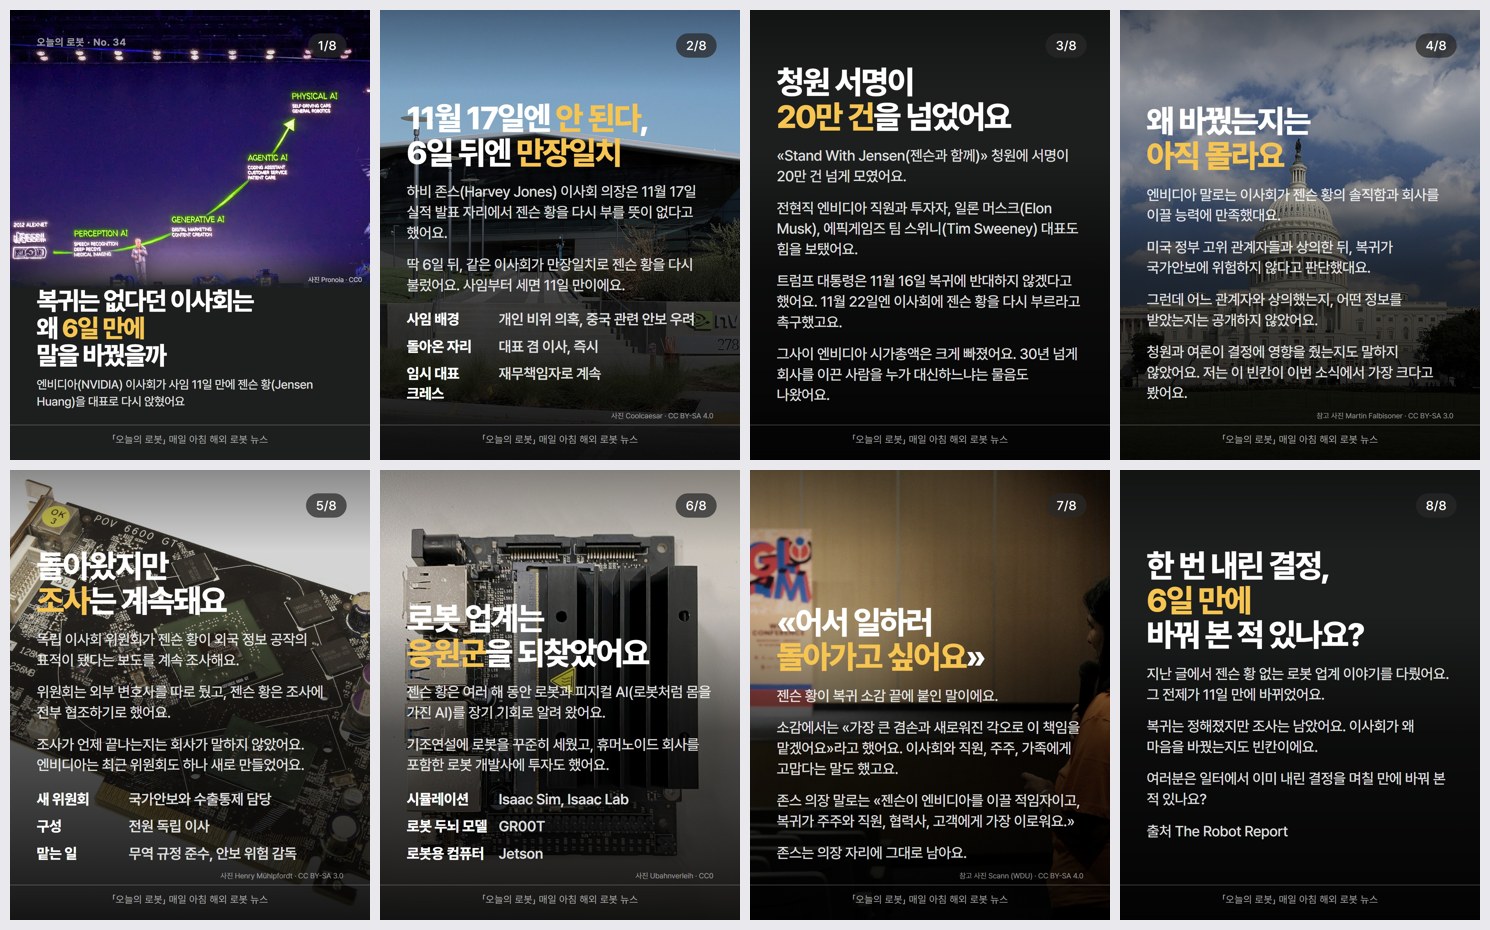 오늘의 로봇 · No. 34
1/8
PHYSICAL AI
SELF-DRIVING CARS
GENERAL ROBOTICS
AGENTIC AI
CODING ASSISTANT
CUSTOMER SERVICE
PATIENT CARE
GENERATIVE AI
DIGITAL MARKETING
CONTENT CREATION
PERCEPTION AI
SPEECH RECOGNITION
DEEP RECSYS
MEDICAL IMAGING
2012 ALEXNET
사진 Pronoia · CC0
복귀는 없다던 이사회는
왜 6일 만에
말을 바꿨을까
엔비디아(NVIDIA) 이사회가 사임 11일 만에 젠슨 황(Jensen
Huang)을 대표로 다시 앉혔어요
「오늘의 로봇」 매일 아침 해외 로봇 뉴스
2/8
11월 17일엔 안 된다,
6일 뒤엔 만장일치
하비 존스(Harvey Jones) 이사회 의장은 11월 17일
실적 발표 자리에서 젠슨 황을 다시 부를 뜻이 없다고
했어요.
딱 6일 뒤, 같은 이사회가 만장일치로 젠슨 황을 다시
불렀어요. 사임부터 세면 11일 만이에요.
사임 배경 개인 비위 의혹, 중국 관련 안보 우려
돌아온 자리 대표 겸 이사, 즉시
임시 대표 재무책임자로 계속
크레스
사진 Coolcaesar · CC BY-SA 4.0
「오늘의 로봇」 매일 아침 해외 로봇 뉴스
3/8
청원 서명이
20만 건을 넘었어요
«Stand With Jensen(젠슨과 함께)» 청원에 서명이
20만 건 넘게 모였어요.
전현직 엔비디아 직원과 투자자, 일론 머스크(Elon
Musk), 에픽게임즈 팀 스위니(Tim Sweeney) 대표도
힘을 보탰어요.
트럼프 대통령은 11월 16일 복귀에 반대하지 않겠다고
했어요. 11월 22일엔 이사회에 젠슨 황을 다시 부르라고
촉구했고요.
그사이 엔비디아 시가총액은 크게 빠졌어요. 30년 넘게
회사를 이끈 사람을 누가 대신하느냐는 물음도
나왔어요.
「오늘의 로봇」 매일 아침 해외 로봇 뉴스
4/8
왜 바꿨는지는
아직 몰라요
엔비디아 말로는 이사회가 젠슨 황의 솔직함과 회사를
이끌 능력에 만족했대요.
미국 정부 고위 관계자들과 상의한 뒤, 복귀가
국가안보에 위험하지 않다고 판단했대요.
그런데 어느 관계자와 상의했는지, 어떤 정보를
받았는지는 공개하지 않았어요.
청원과 여론이 결정에 영향을 줬는지도 말하지
않았어요. 저는 이 빈칸이 이번 소식에서 가장 크다고
봤어요.
참고 사진 Martin Falbisoner · CC BY-SA 3.0
「오늘의 로봇」 매일 아침 해외 로봇 뉴스
5/8
OK
3
POV 6600 GT
128MB
돌아왔지만
조사는 계속돼요
독립 이사회 위원회가 젠슨 황이 외국 정보 공작의
표적이 됐다는 보도를 계속 조사해요.
위원회는 외부 변호사를 따로 뒀고, 젠슨 황은 조사에
전부 협조하기로 했어요.
조사가 언제 끝나는지는 회사가 말하지 않았어요.
엔비디아는 최근 위원회도 하나 새로 만들었어요.
새 위원회 국가안보와 수출통제 담당
구성 전원 독립 이사
맡는 일 무역 규정 준수, 안보 위험 감독
사진 Henry Mühlpfordt · CC BY-SA 3.0
「오늘의 로봇」 매일 아침 해외 로봇 뉴스
6/8
로봇 업계는
응원군을 되찾았어요
젠슨 황은 여러 해 동안 로봇과 피지컬 AI(로봇처럼 몸을
가진 AI)를 장기 기회로 알려 왔어요.
기조연설에 로봇을 꾸준히 세웠고, 휴머노이드 회사를
포함한 로봇 개발사에 투자도 했어요.
시뮬레이션 Isaac Sim, Isaac Lab
로봇 두뇌 모델 GR00T
로봇용 컴퓨터 Jetson
사진 Ubahnverleih · CC0
「오늘의 로봇」 매일 아침 해외 로봇 뉴스
7/8
«어서 일하러
돌아가고 싶어요»
젠슨 황이 복귀 소감 끝에 붙인 말이에요.
소감에서는 «가장 큰 겸손과 새로워진 각오로 이 책임을
맡겠어요»라고 했어요. 이사회와 직원, 주주, 가족에게
고맙다는 말도 했고요.
존스 의장 말로는 «젠슨이 엔비디아를 이끌 적임자이고,
복귀가 주주와 직원, 협력사, 고객에게 가장 이로워요.»
존스는 의장 자리에 그대로 남아요.
참고 사진 Scann (WDU) · CC BY-SA 4.0
「오늘의 로봇」 매일 아침 해외 로봇 뉴스
8/8
한 번 내린 결정,
6일 만에
바꿔 본 적 있나요?
지난 글에서 젠슨 황 없는 로봇 업계 이야기를 다뤘어요.
그 전제가 11일 만에 바뀌었어요.
복귀는 정해졌지만 조사는 남았어요. 이사회가 왜
마음을 바꿨는지도 빈칸이에요.
여러분은 일터에서 이미 내린 결정을 며칠 만에 바꿔 본
적 있나요?
출처 The Robot Report
「오늘의 로봇」 매일 아침 해외 로봇 뉴스